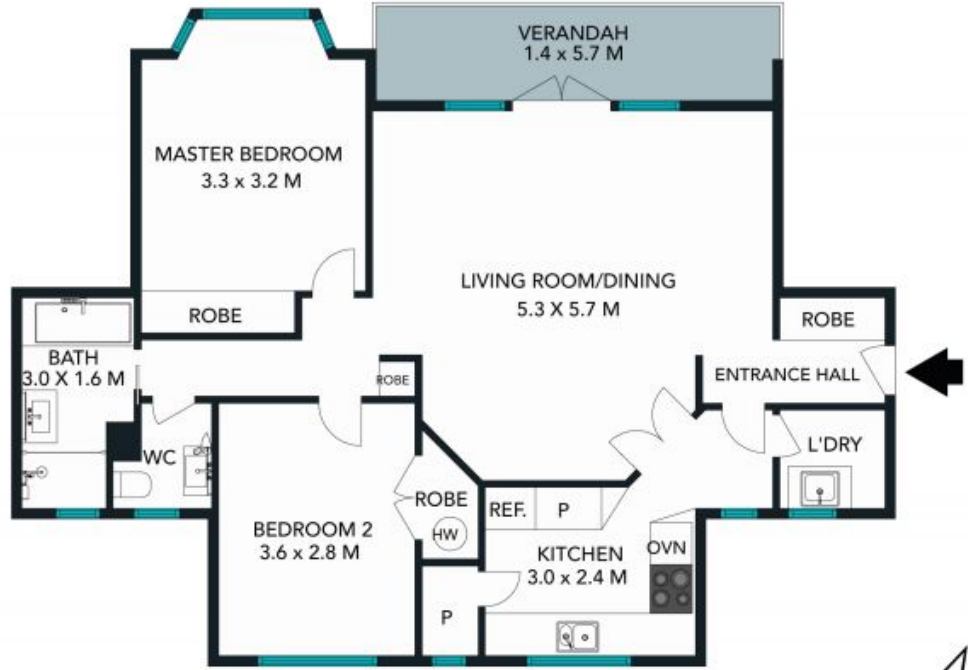 VERANDAH
1.4 x 5.7 M
MASTER BEDROOM
3.3 x 3.2 M
LIVING ROOM/DINING
5.3 X 5.7 M
ROBE
ROBE
BATH
3.0 X 1.6 M
ROBE
ENTRANCE HALL
WC
L'DRY
ROBE
HW
REF.
P
BEDROOM 2
3.6 x 2.8 M
KITCHEN
3.0 x 2.4 M
OVN
P